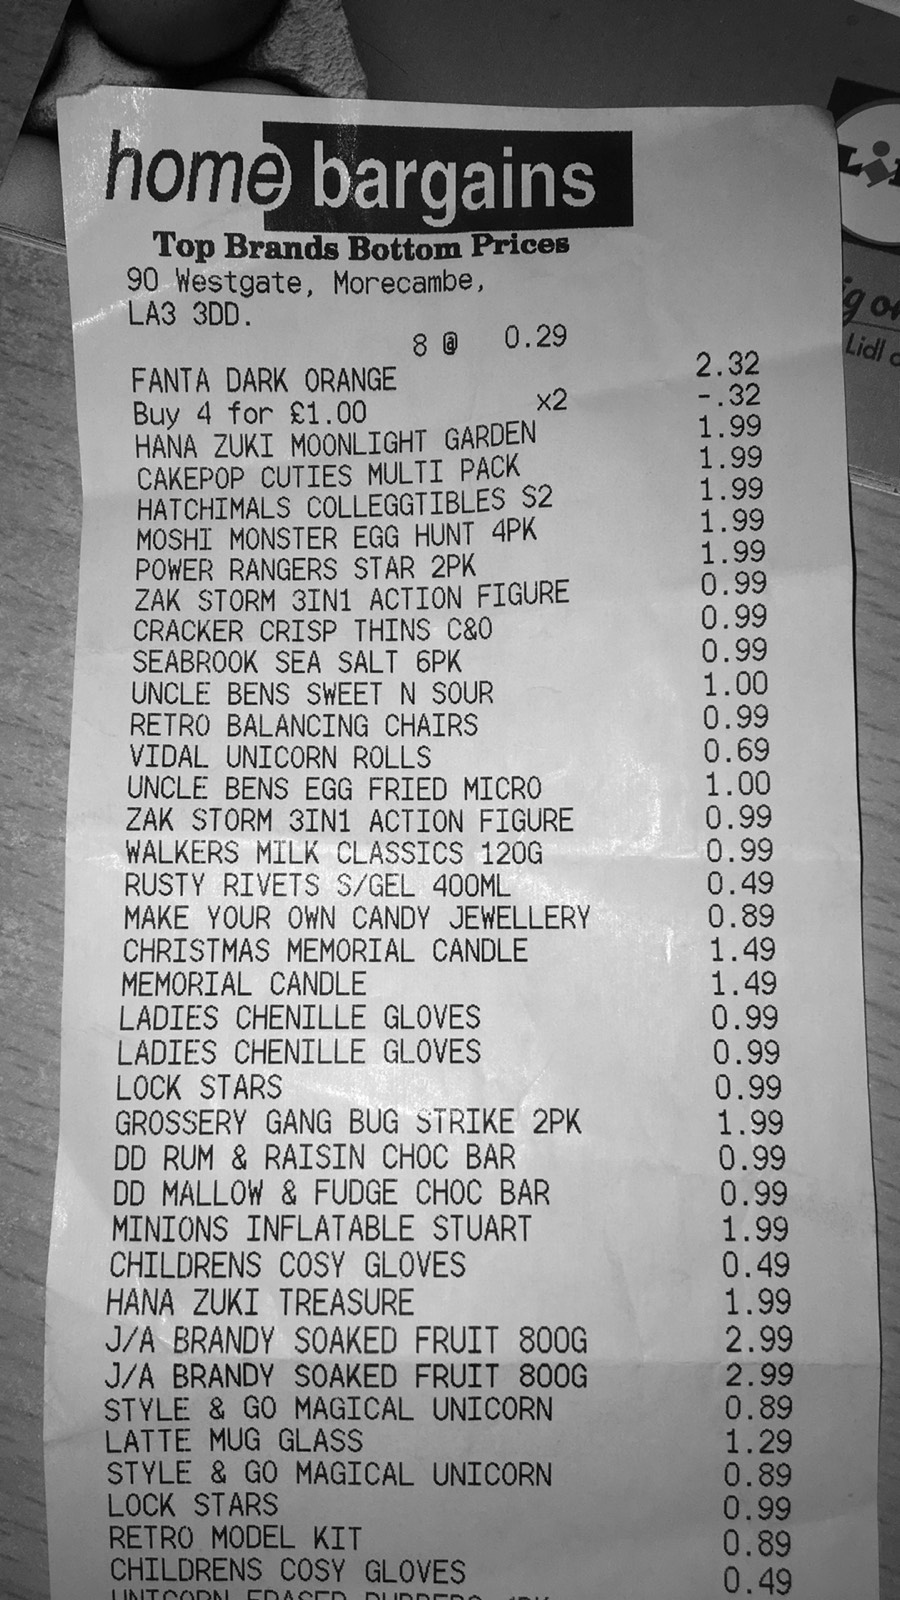 home bargains
Top Brands Bottom Prices
90 Westgate, Morecambe,
LA3 3DD.
8 @ 0.29
FANTA DARK ORANGE 2.32
Buy 4 for £1.00 x2 -.32
HANA ZUKI MOONLIGHT GARDEN 1.99
CAKEPOP CUTIES MULTI PACK 1.99
HATCHIMALS COLLEGGTIBLES S2 1.99
MOSHI MONSTER EGG HUNT 4PK 1.99
POWER RANGERS STAR 2PK 1.99
ZAK STORM 3IN1 ACTION FIGURE 0.99
CRACKER CRISP THINS C&O 0.99
SEABROOK SEA SALT 6PK 0.99
UNCLE BENS SWEET N SOUR 1.00
RETRO BALANCING CHAIRS 0.99
VIDAL UNICORN ROLLS 0.69
UNCLE BENS EGG FRIED MICRO 1.00
ZAK STORM 3IN1 ACTION FIGURE 0.99
WALKERS MILK CLASSICS 120G 0.99
RUSTY RIVETS S/GEL 400ML 0.49
MAKE YOUR OWN CANDY JEWELLERY 0.89
CHRISTMAS MEMORIAL CANDLE 1.49
MEMORIAL CANDLE 1.49
LADIES CHENILLE GLOVES 0.99
LADIES CHENILLE GLOVES 0.99
LOCK STARS 0.99
GROSSERY GANG BUG STRIKE 2PK 1.99
DD RUM & RAISIN CHOC BAR 0.99
DD MALLOW & FUDGE CHOC BAR 0.99
MINIONS INFLATABLE STUART 1.99
CHILDRENS COSY GLOVES 0.49
HANA ZUKI TREASURE 1.99
J/A BRANDY SOAKED FRUIT 800G 2.99
J/A BRANDY SOAKED FRUIT 800G 2.99
STYLE & GO MAGICAL UNICORN 0.89
LATTE MUG GLASS 1.29
STYLE & GO MAGICAL UNICORN 0.89
LOCK STARS 0.99
RETRO MODEL KIT 0.89
CHILDRENS COSY GLOVES 0.49
Lidl